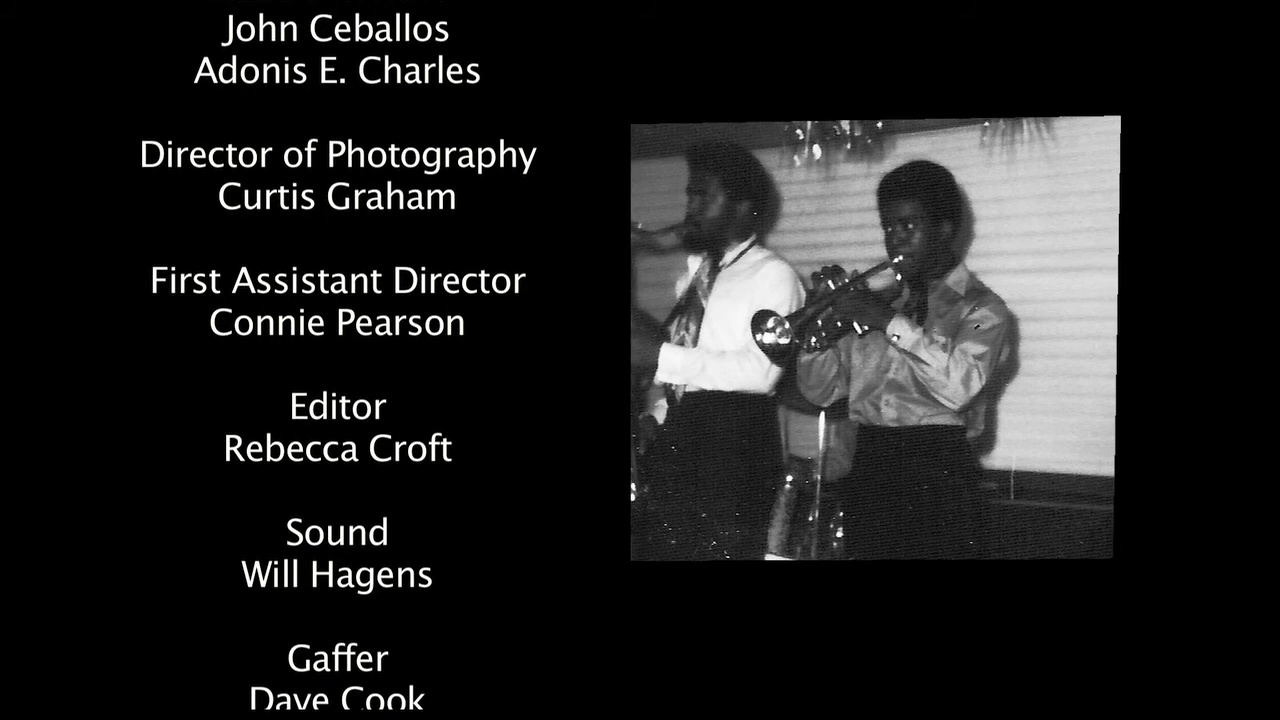 John Ceballos
Adonis E. Charles
Director of Photography
Curtis Graham
First Assistant Director
Connie Pearson
Editor
Rebecca Croft
Sound
Will Hagens
Gaffer
Dave Cook